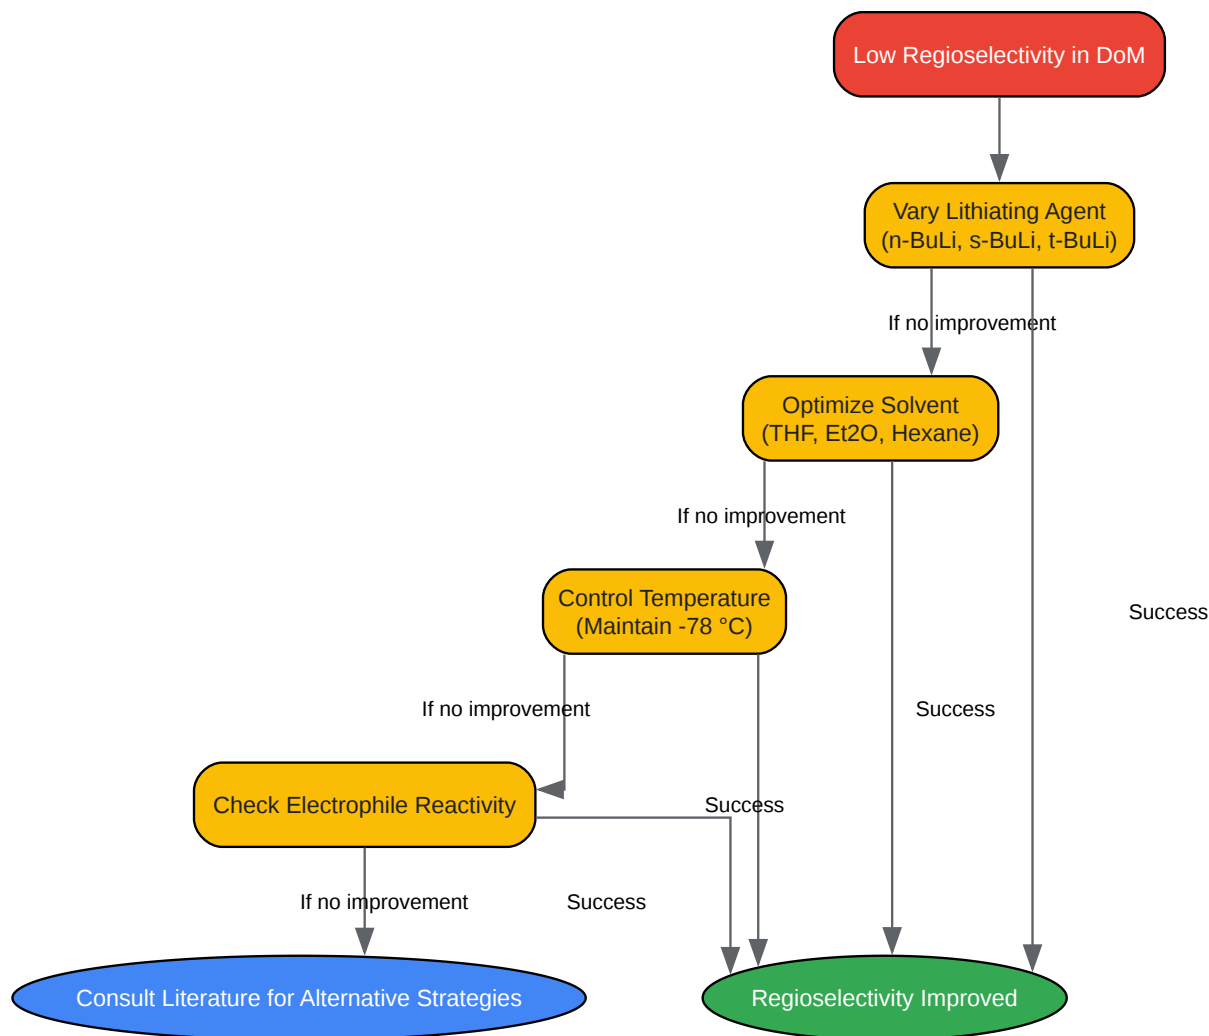 Low Regioselectivity in DoM
Vary Lithiating Agent
(n-BuLi, s-BuLi, t-BuLi)
If no improvement
Optimize Solvent
(THF, Et2O, Hexane)
If no improvement
Control Temperature
(Maintain -78 °C)
Success
If no improvement
Success
Check Electrophile Reactivity
Success
If no improvement
Success
Consult Literature for Alternative Strategies
Regioselectivity Improved